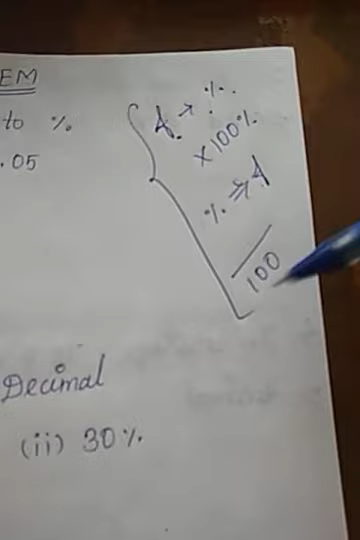 EM
to %
.05
→ %.
×100%
% ⇒
100
Decimal
(ii) 30%